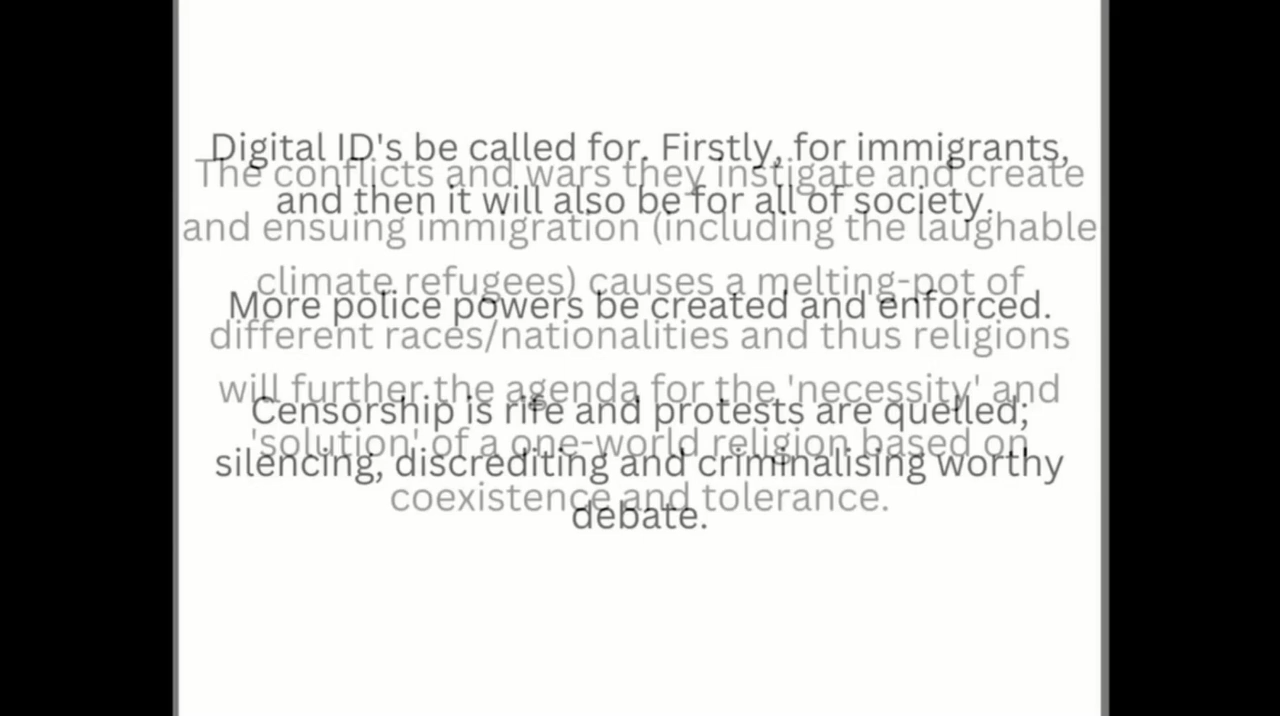 Digital ID's be called for. Firstly, for immigrants,
and then it will also be for all of society.
More police powers be created and enforced.
Censorship is rife and protests are quelled;
silencing, discrediting and criminalising worthy
debate.
The conflicts and wars they instigate and create
and ensuing immigration (including the laughable
climate refugees) causes a melting-pot of
different races/nationalities and thus religions
will further the agenda for the 'necessity' and
'solution' of a one-world religion based on
coexistence and tolerance.